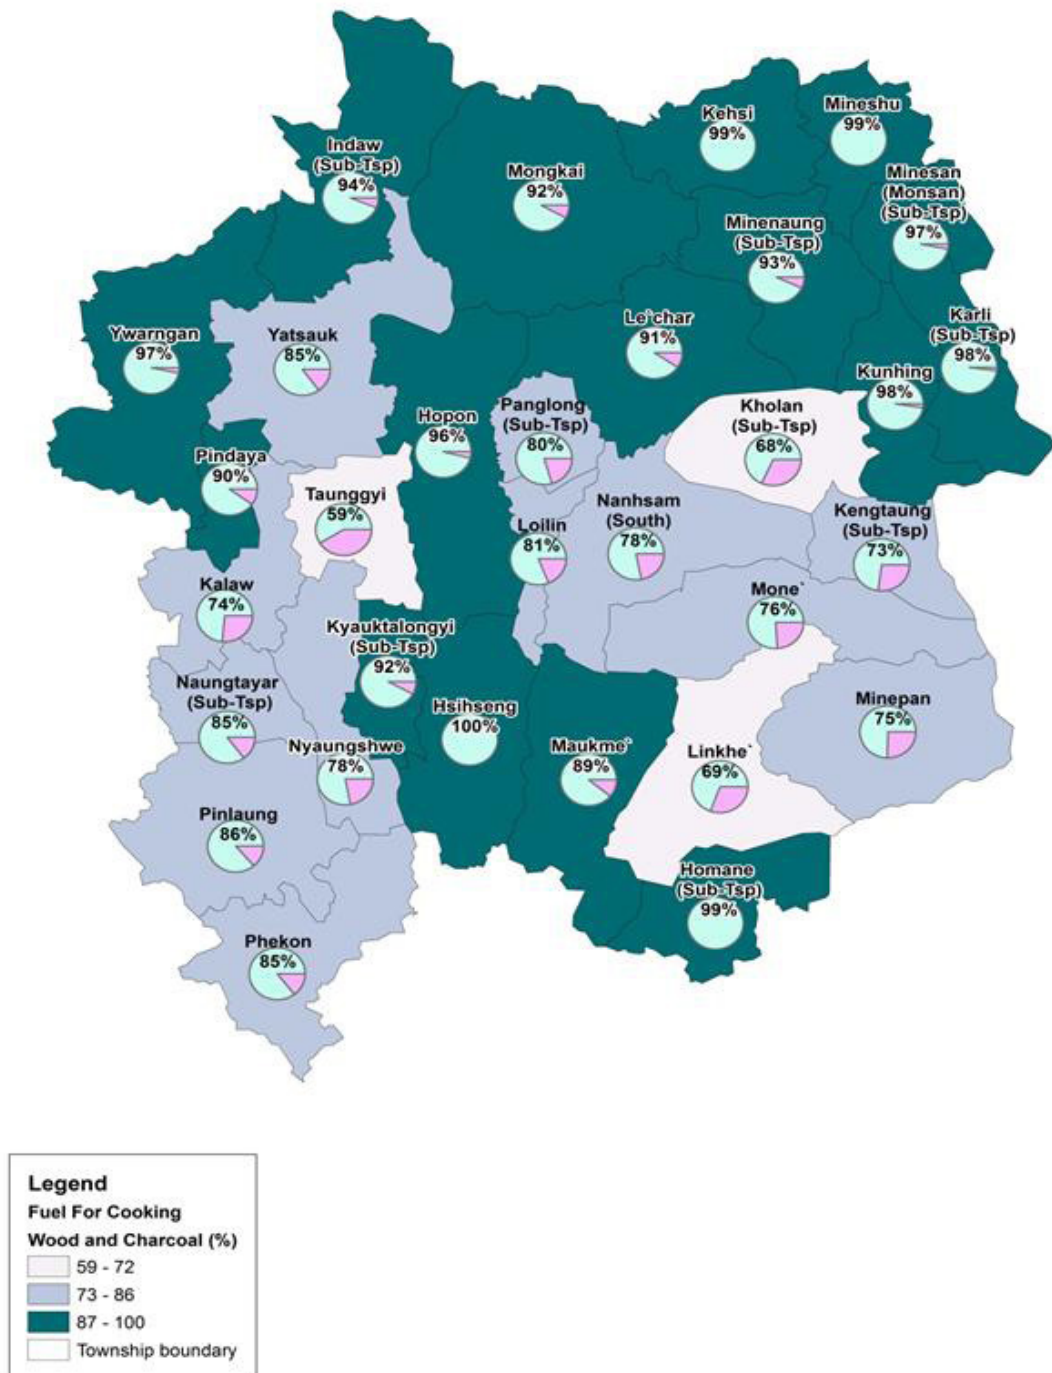 Kehsi
99%
Mineshu
99%
Indaw
(Sub-Tsp)
94%
Mongkai
92%
Minesan
(Monsan)
(Sub-Tsp)
97%
Minenaung
(Sub-Tsp)
93%
Ywarngan
97%
Yatsauk
85%
Le`char
91%
Karli
(Sub-Tsp)
98%
Kunhing
98%
Hopon
96%
Panglong
(Sub-Tsp)
80%
Kholan
(Sub-Tsp)
68%
Pindaya
90%
Taunggyi
59%
Loilin
81%
Nanhsam
(South)
78%
Kengtaung
(Sub-Tsp)
73%
Kalaw
74%
Mone`
76%
Kyauktalongyi
(Sub-Tsp)
92%
Naungtayar
(Sub-Tsp)
85%
Hsihseng
100%
Minepan
75%
Nyaungshwe
78%
Maukme`
89%
Linkhe`
69%
Pinlaung
86%
Homane
(Sub-Tsp)
99%
Phekon
85%
Legend
Fuel For Cooking
Wood and Charcoal (%)
59 - 72
73 - 86
87 - 100
Township boundary